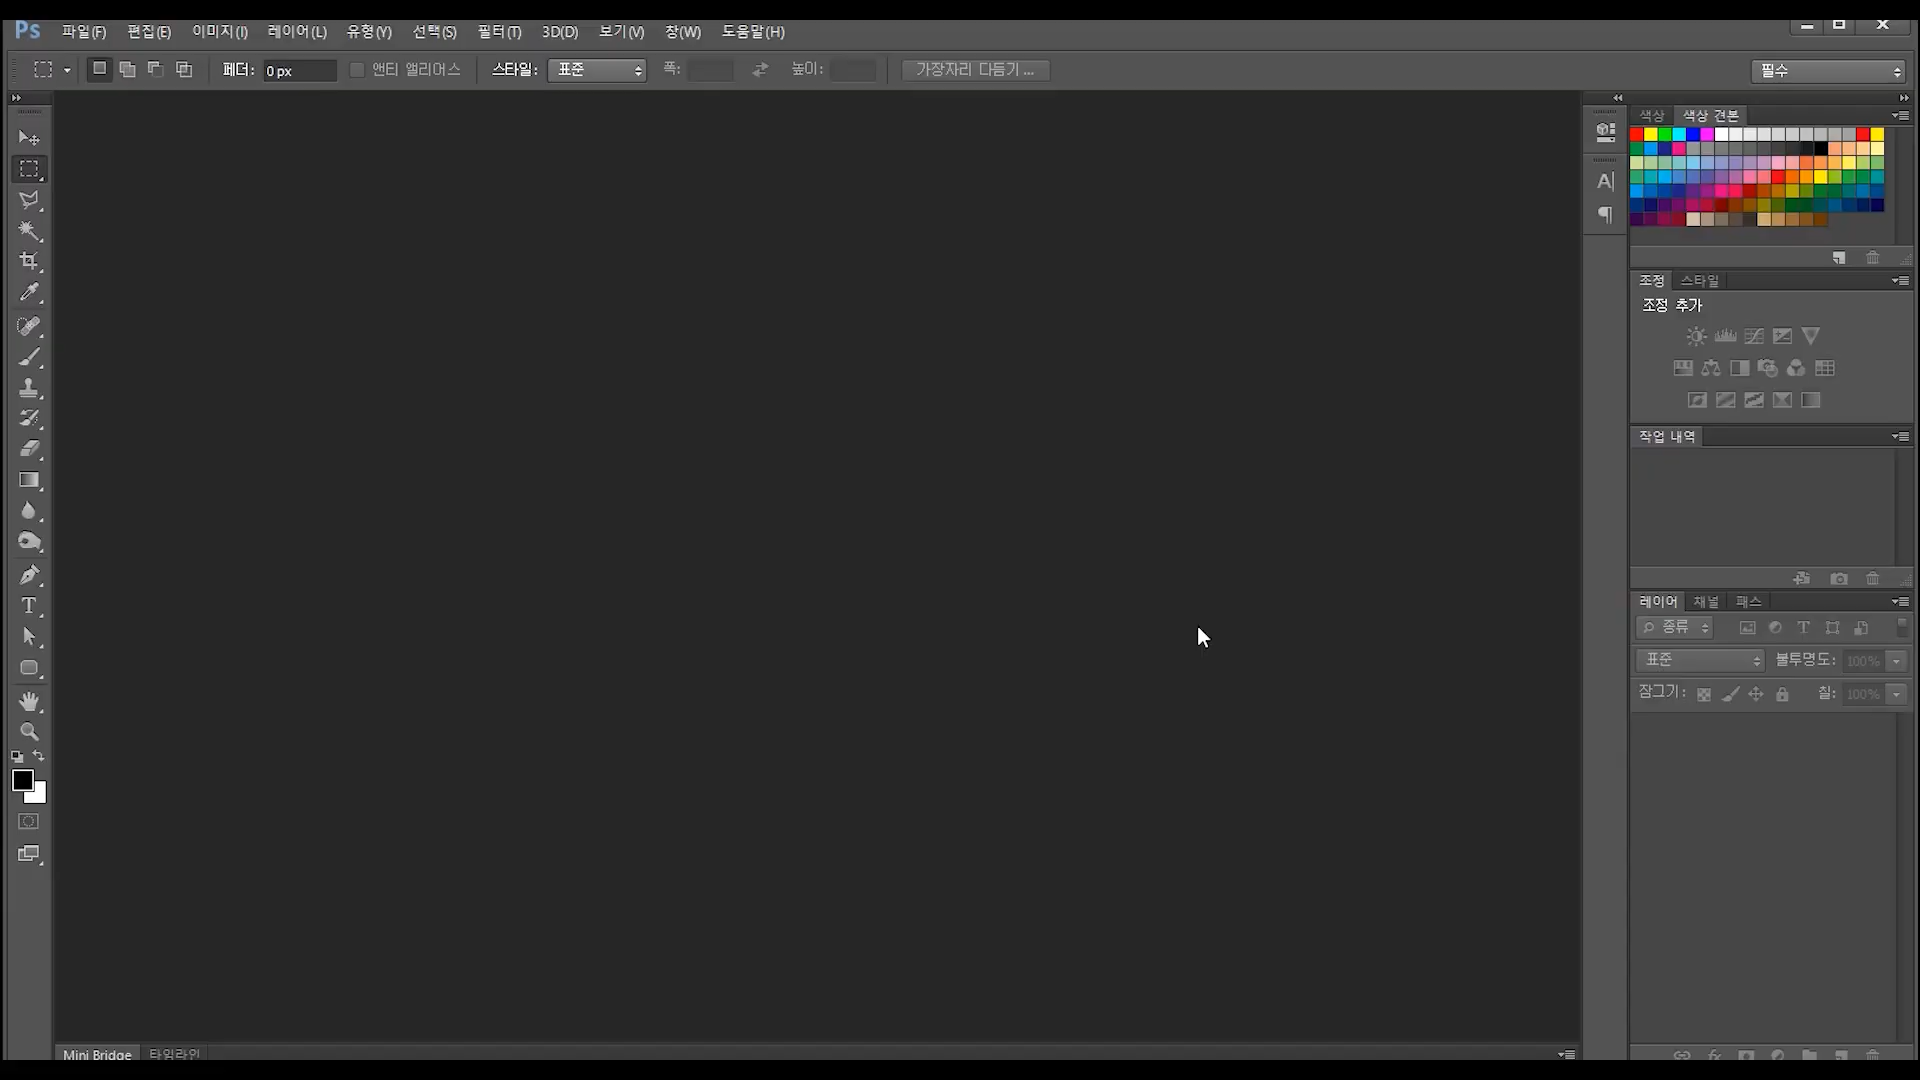 Ps 파일(F) 편집(E) 이미지(I) 레이어(L) 유형(Y) 선택(S) 필터(T) 3D(D) 보기(V) 창(W) 도움말(H)
페더: 0 px 앤티 앨리어스 스타일: 표준 폭: 높이: 가장자리 다듬기 ... 필수
색상 색상 견본
조정 스타일
조정 추가
작업 내역
레이어 채널 패스
종류
표준 불투명도: 100%
잠그기: 칠: 100%
Mini Bridge 타임라인